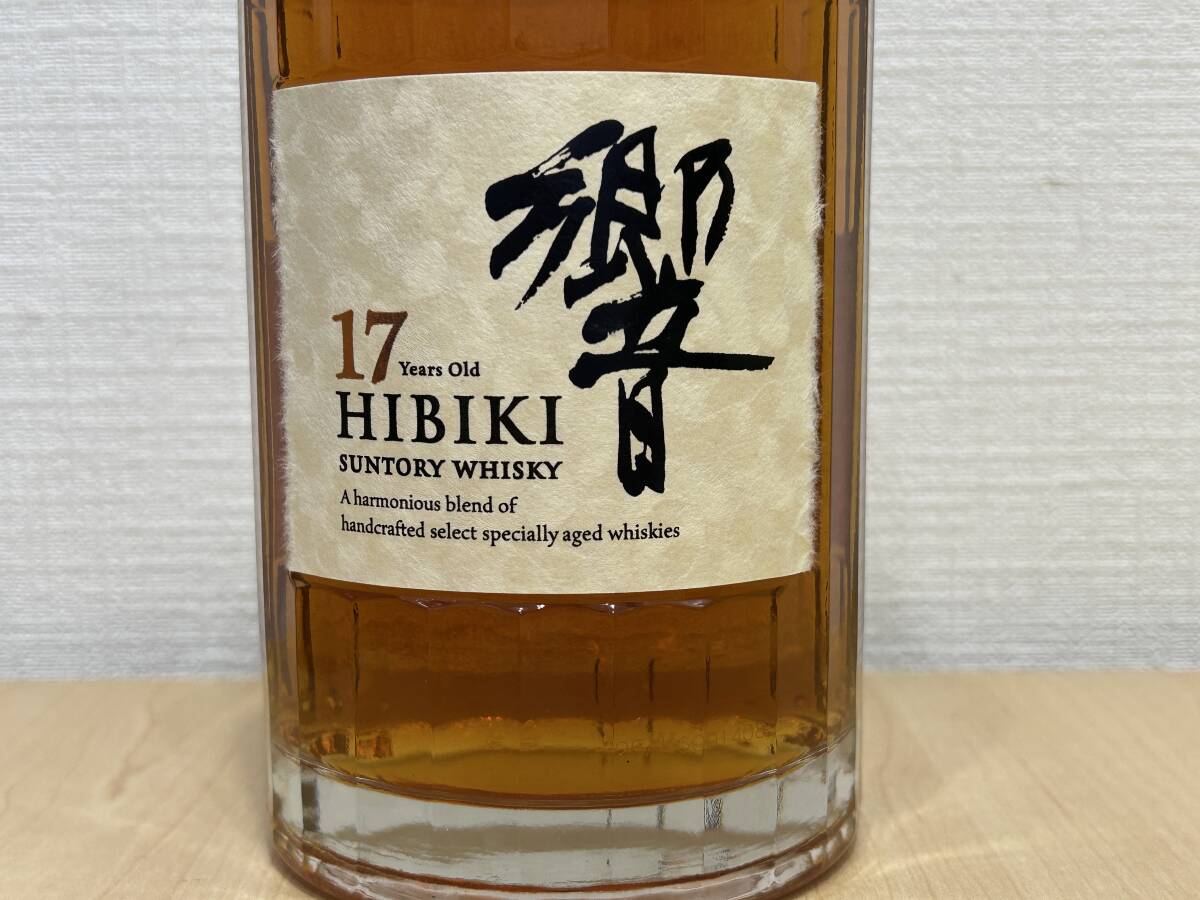 響
17 Years Old
HIBIKI
SUNTORY WHISKY
A harmonious blend of
handcrafted select specially aged whiskies